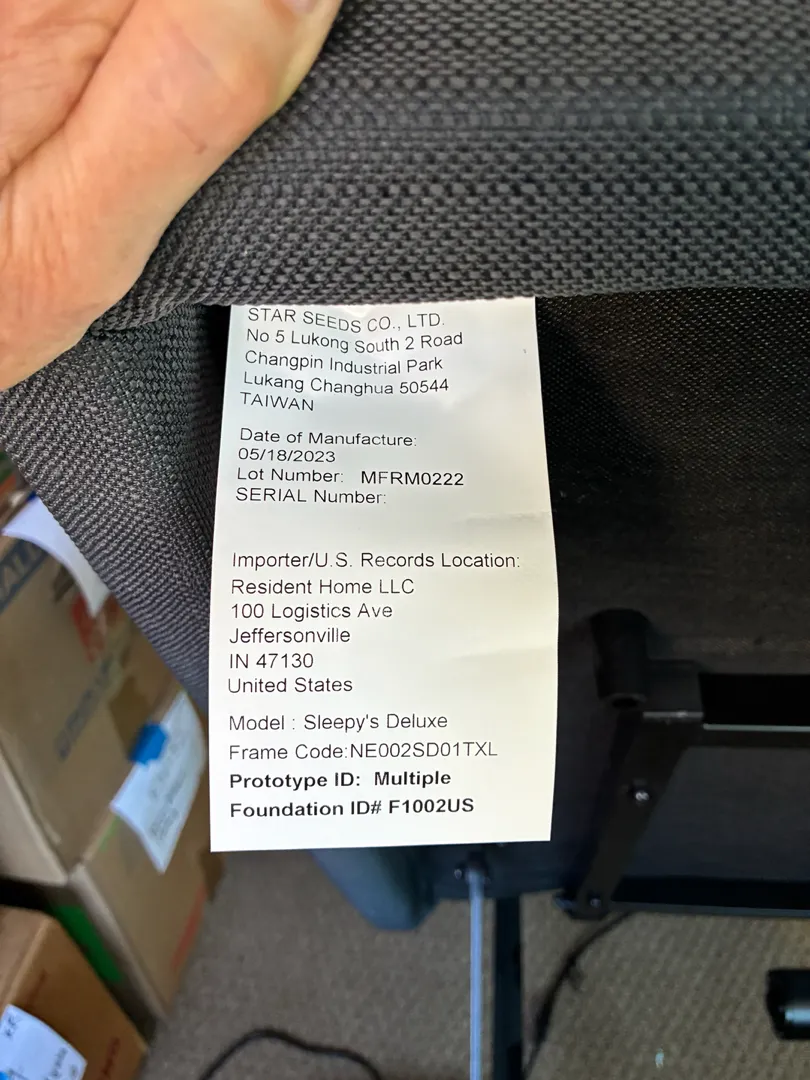 STAR SEEDS CO., LTD.
No 5 Lukong South 2 Road
Changpin Industrial Park
Lukang Changhua 50544
TAIWAN
Date of Manufacture:
05/18/2023
Lot Number: MFRM0222
SERIAL Number:
Importer/U.S. Records Location:
Resident Home LLC
100 Logistics Ave
Jeffersonville
IN 47130
United States
Model : Sleepy's Deluxe
Frame Code:NE002SD01TXL
Prototype ID: Multiple
Foundation ID# F1002US